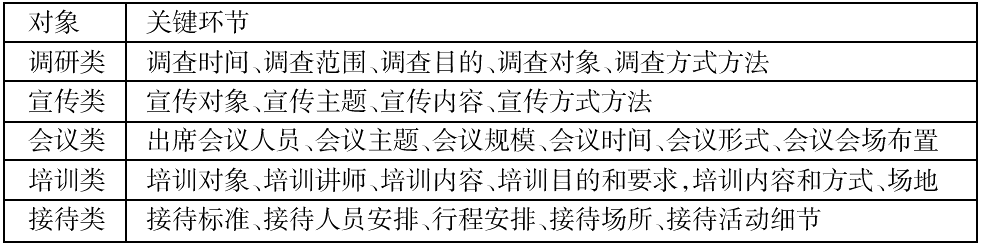 对象 关键环节
调研类 调查时间、调查范围、调查目的、调查对象、调查方式方法
宣传类 宣传对象、宣传主题、宣传内容、宣传方式方法
会议类 出席会议人员、会议主题、会议规模、会议时间、会议形式、会议会场布置
培训类 培训对象、培训讲师、培训内容、培训目的和要求,培训内容和方式、场地
接待类 接待标准、接待人员安排、行程安排、接待场所、接待活动细节